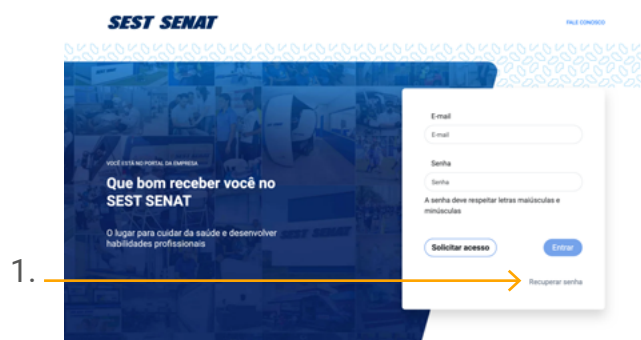 SEST SENAT
FALE CONOSCO
VOCÊ ESTÁ NO PORTAL DA EMPRESA
Que bom receber você no
SEST SENAT
O lugar para cuidar da saúde e desenvolver
habilidades profissionais
E-mail
E-mail
Senha
Senha
A senha deve respeitar letras maiúsculas e
minúsculas
Solicitar acesso
Entrar
1.
Recuperar senha